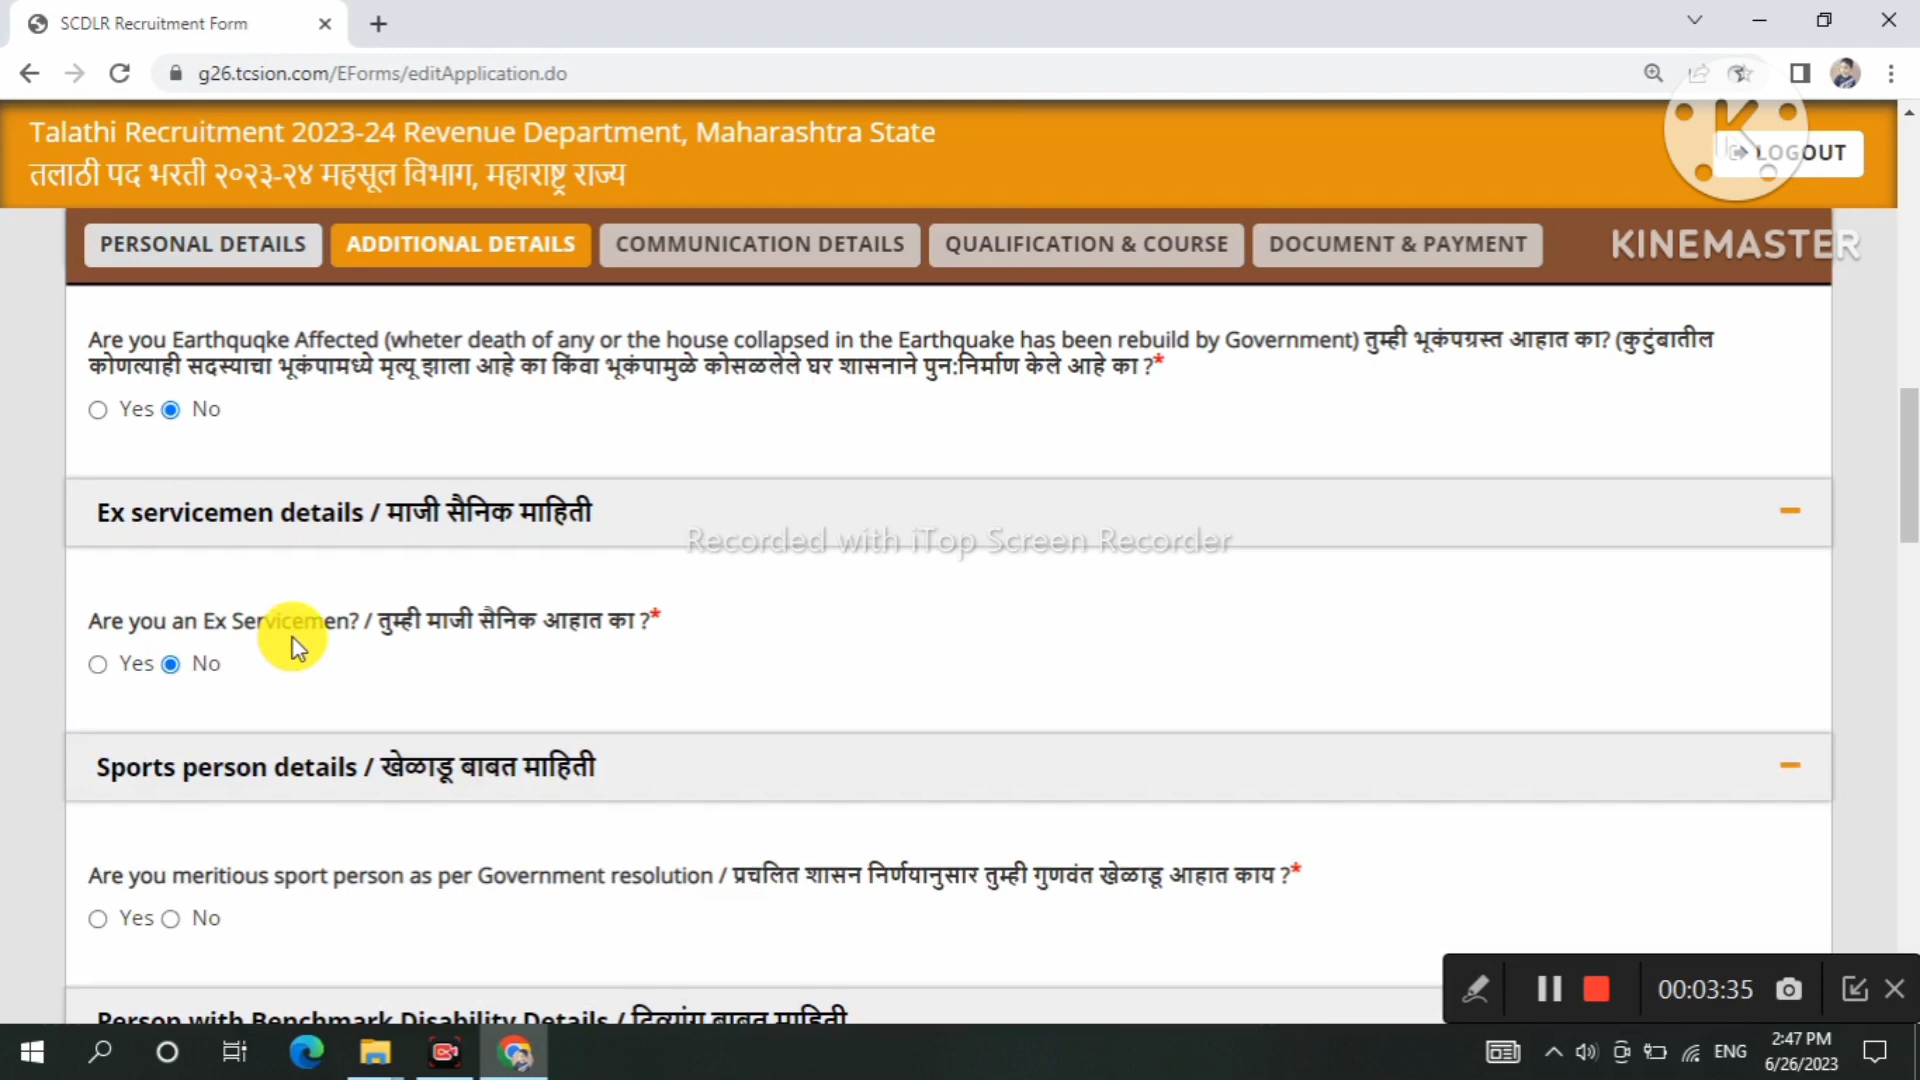 SCDLR Recruitment Form
g26.tcsion.com/EForms/editApplication.do
Talathi Recruitment 2023-24 Revenue Department, Maharashtra State
तलाठी पद भरती २०२३-२४ महसूल विभाग, महाराष्ट्र राज्य
LOGOUT
K
PERSONAL DETAILS ADDITIONAL DETAILS COMMUNICATION DETAILS QUALIFICATION & COURSE DOCUMENT & PAYMENT
KINEMASTER
Are you Earthquqke Affected (wheter death of any or the house collapsed in the Earthquake has been rebuild by Government) तुम्ही भूकंपग्रस्त आहात का? (कुटुंबातील
कोणत्याही सदस्याचा भूकंपामध्ये मृत्यू झाला आहे का किंवा भूकंपामुळे कोसळलेले घर शासनाने पुन:निर्माण केले आहे का ?*
Yes No
Ex servicemen details / माजी सैनिक माहिती
Recorded with iTop Screen Recorder
Are you an Ex Servicemen? / तुम्ही माजी सैनिक आहात का ?*
Yes No
Sports person details / खेळाडू बाबत माहिती
Are you meritious sport person as per Government resolution / प्रचलित शासन निर्णयानुसार तुम्ही गुणवंत खेळाडू आहात काय ?*
Yes No
Person with Benchmark Disability Details / दिव्यांग बाबत माहिती
00:03:35
ENG
2:47 PM
6/26/2023